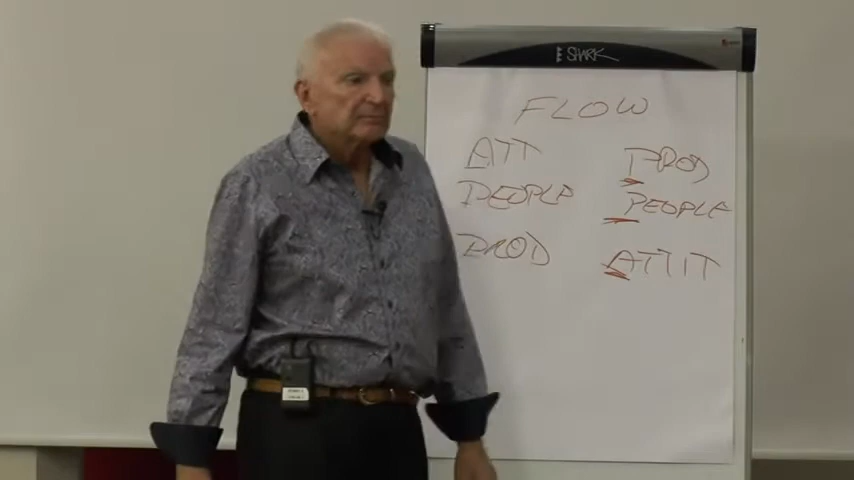 E SHARK
FLOW
ATT PROD
PEOPLE PEOPLE
PROD ATTIT